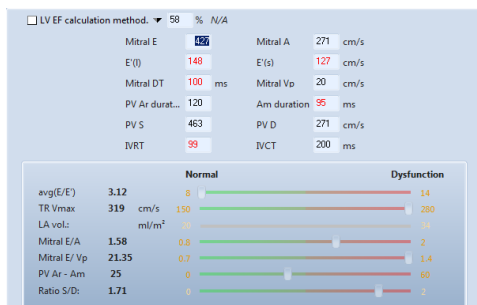 LV EF calculation method. 58 % N/A
Mitral E 427 Mitral A 271 cm/s
E'(l) 148 E'(s) 127 cm/s
Mitral DT 100 ms Mitral Vp 20 cm/s
PV Ar durat... 120 Am duration 95 ms
PV S 463 PV D 271 cm/s
IVRT 99 IVCT 200 ms
Normal Dysfunction
avg(E/E') 3.12 8 14
TR Vmax 319 cm/s 150 280
LA vol.: ml/m² 20 34
Mitral E/A 1.58 0.8 2
Mitral E/ Vp 21.35 0.7 1.4
PV Ar - Am 25 0 60
Ratio S/D: 1.71 0 2